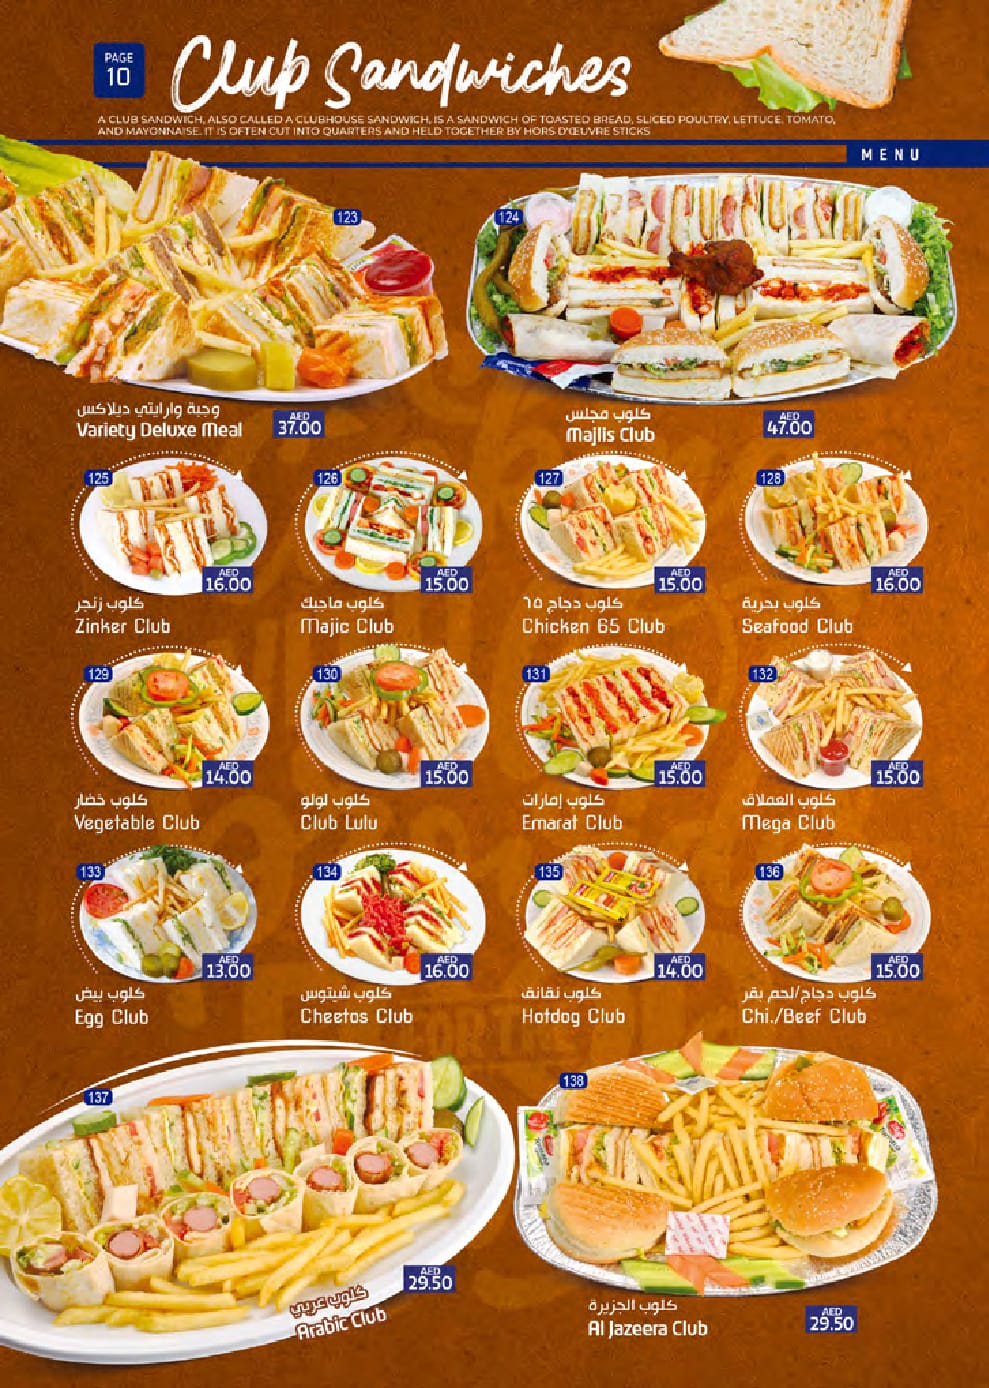 PAGE
10
Club Sandwiches
A CLUB SANDWICH, ALSO CALLED A CLUBHOUSE SANDWICH, IS A SANDWICH OF TOASTED BREAD, SLICED POULTRY, LETTUCE, TOMATO,
AND MAYONNAISE. IT IS OFTEN CUT INTO QUARTERS AND HELD TOGETHER BY HORS D'ŒUVRE STICKS
MENU
123
وجبة وارايتي ديلاكس
Variety Deluxe Meal
AED
37.00
124
كلوب مجلس
Majlis Club
AED
47.00
125
AED
16.00
كلوب زنجر
Zinker Club
126
AED
15.00
كلوب ماجيك
Majic Club
127
AED
15.00
كلوب دجاج ٦٥
Chicken 65 Club
128
AED
16.00
كلوب بحرية
Seafood Club
129
AED
14.00
كلوب خضار
Vegetable Club
130
AED
15.00
كلوب لولو
Club Lulu
131
AED
15.00
كلوب إمارات
Emarat Club
132
AED
15.00
كلوب العملاق
Mega Club
133
AED
13.00
كلوب بيض
Egg Club
134
AED
16.00
كلوب شيتوس
Cheetos Club
135
AED
14.00
كلوب نقانق
Hotdog Club
136
AED
15.00
كلوب دجاج/لحم بقر
Chi./Beef Club
137
AED
29.50
كلوب عربي
Arabic Club
138
كلوب الجزيرة
Al Jazeera Club
AED
29.50